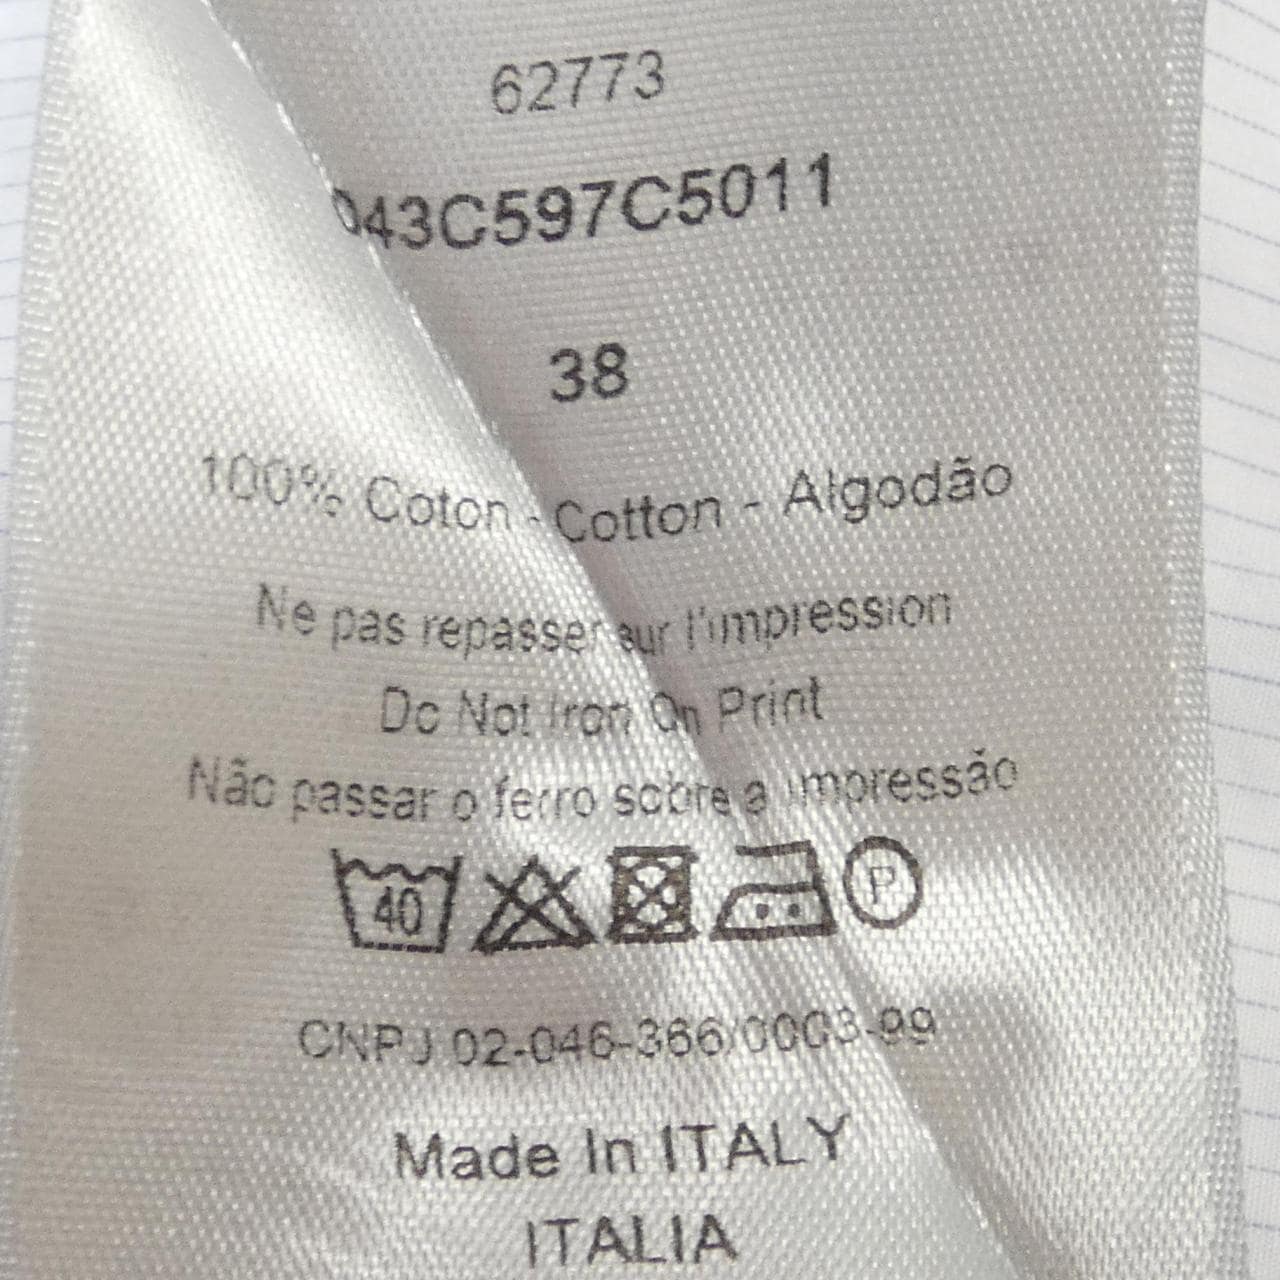 62773
043C597C5011
38
100% Coton - Cotton - Algodão
Ne pas repasser sur l'impression
Do Not Iron On Print
Não passar o ferro sobre a impressão
40
P
CNPJ 02-046-366/0003-99
Made In ITALY
ITALIA